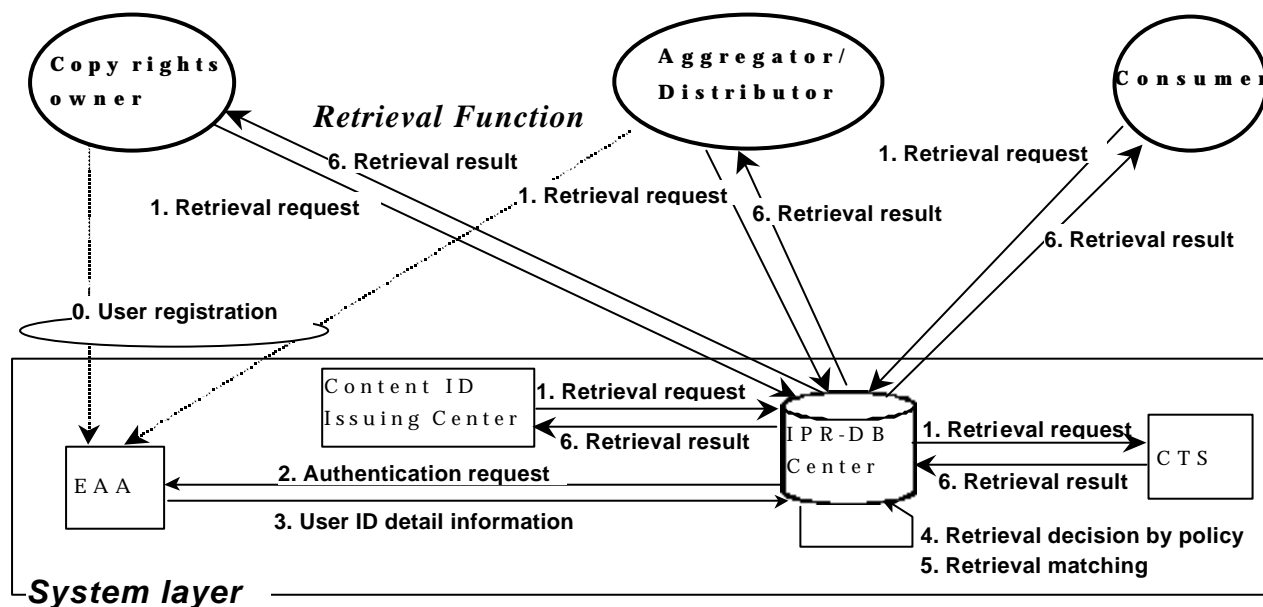 Copy rights
owner
Aggregator/
Distributor
Consumer
Retrieval Function
6. Retrieval result
1. Retrieval request
1. Retrieval request
6. Retrieval result
1. Retrieval request
6. Retrieval result
0. User registration
Content ID
Issuing Center
1. Retrieval request
6. Retrieval result
IPR-DB
Center
1. Retrieval request
6. Retrieval result
CTS
EAA
2. Authentication request
3. User ID detail information
4. Retrieval decision by policy
5. Retrieval matching
System layer